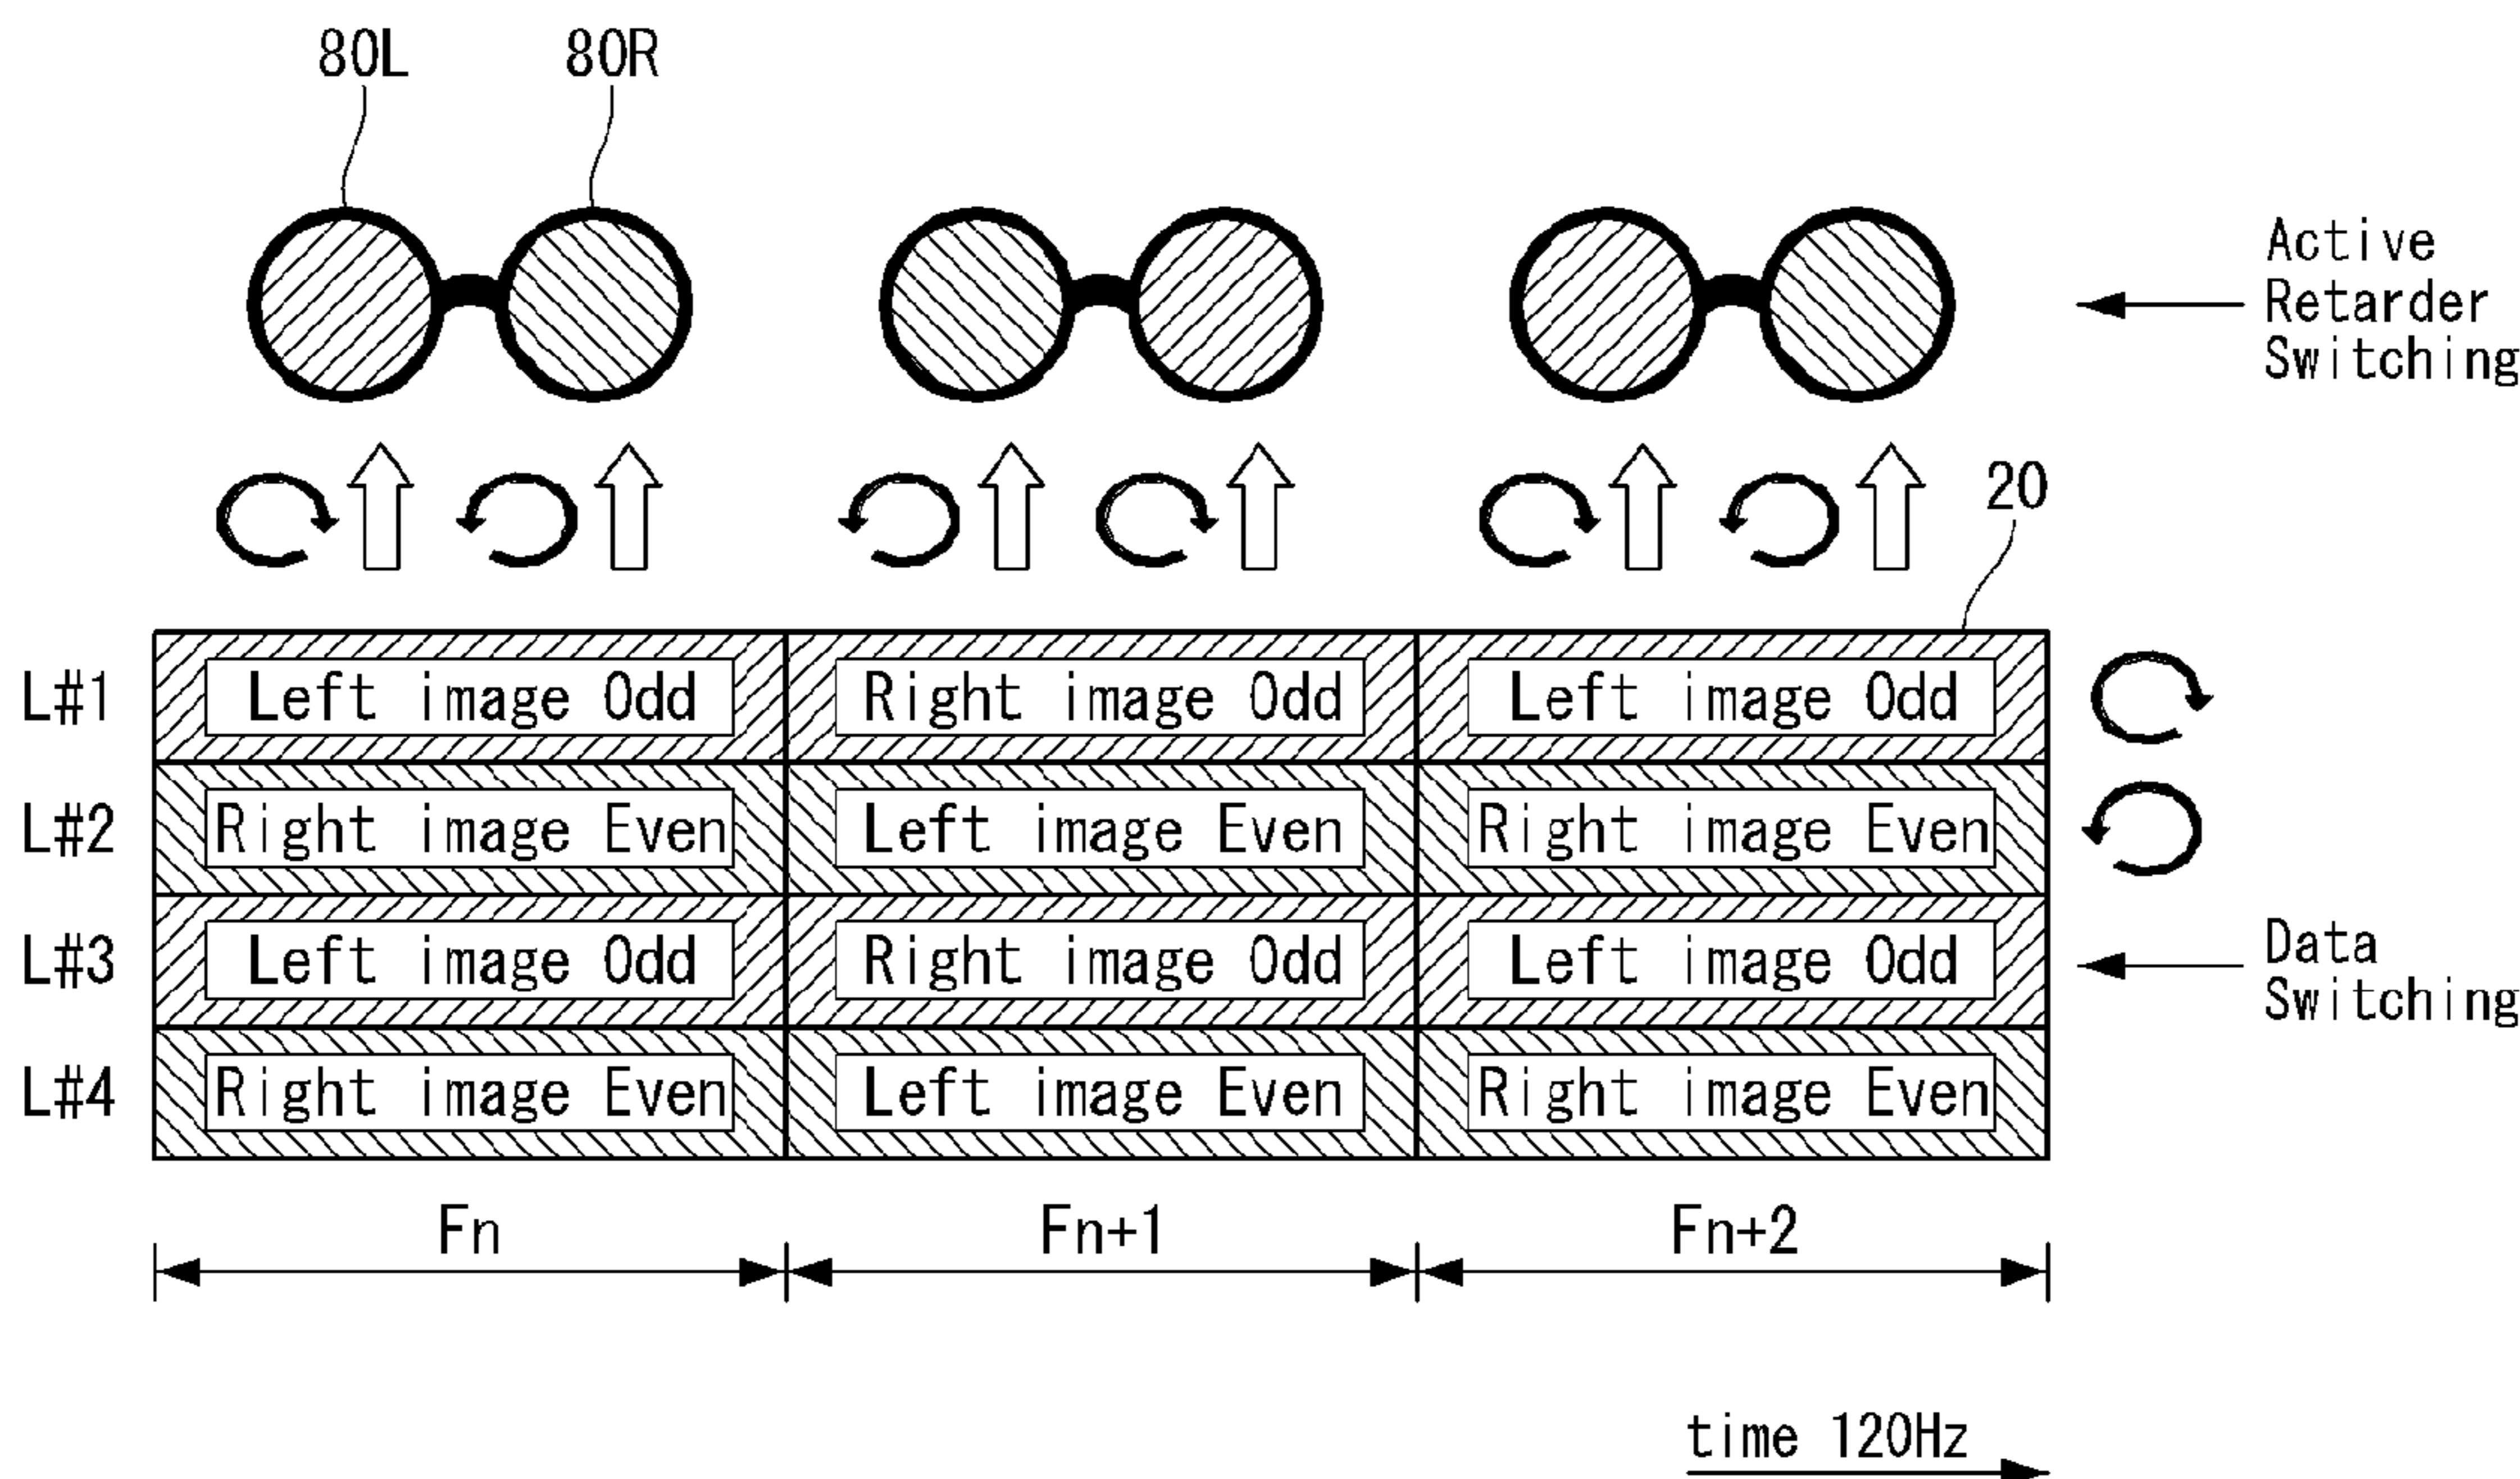 80L 80R
Active
Retarder
Switching
20
L#1 Left image Odd Right image Odd Left image Odd
L#2 Right image Even Left image Even Right image Even
L#3 Left image Odd Right image Odd Left image Odd
Data
Switching
L#4 Right image Even Left image Even Right image Even
Fn Fn+1 Fn+2
time 120Hz